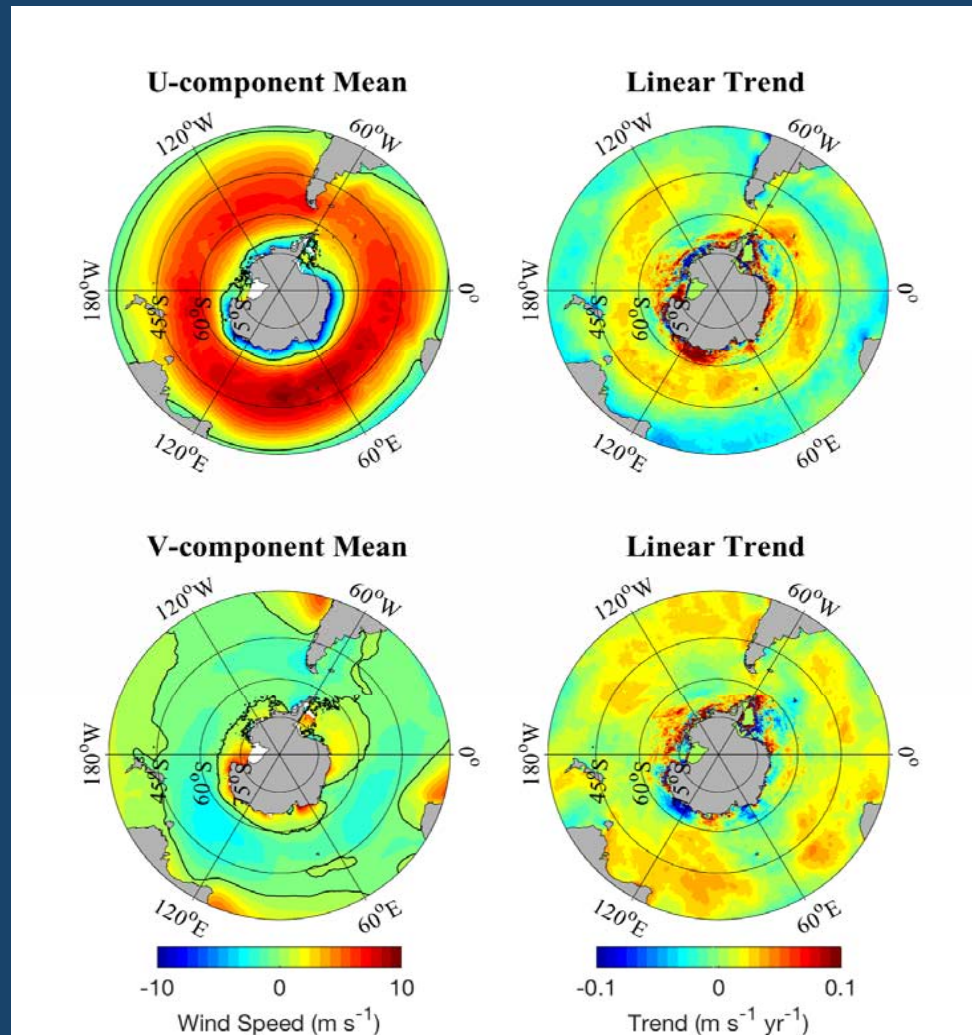 U-component Mean
Linear Trend
120°W
60°W
180°W
45°S
60°S
75°S
0°
120°E
60°E
120°W
60°W
180°W
45°S
60°S
75°S
0°
120°E
60°E
V-component Mean
Linear Trend
120°W
60°W
180°W
45°S
60°S
75°S
0°
120°E
60°E
120°W
60°W
180°W
45°S
60°S
75°S
0°
120°E
60°E
-10 0 10
Wind Speed (m s⁻¹)
-0.1 0 0.1
Trend (m s⁻¹ yr⁻¹)